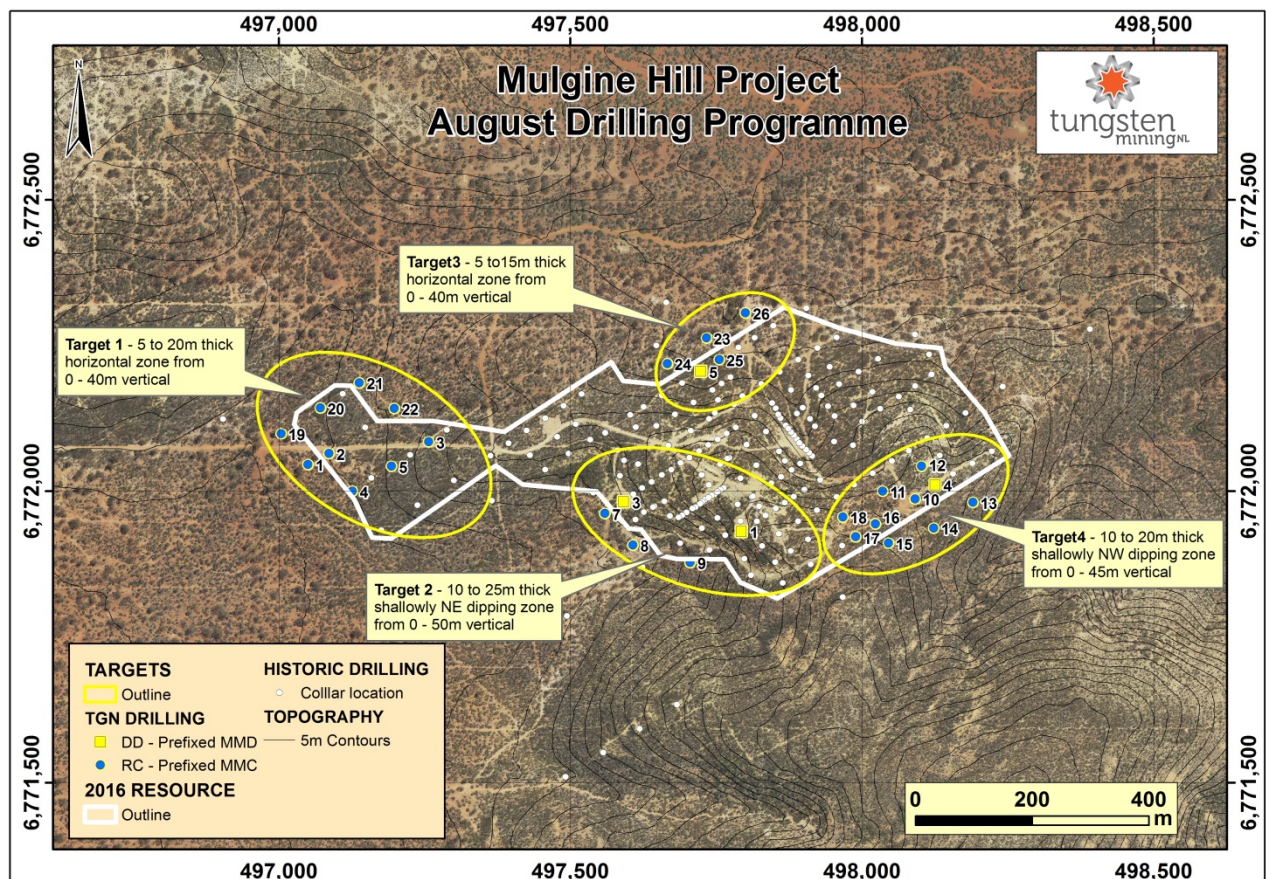 497,000
497,500
498,000
498,500
N
Mulgine Hill Project
August Drilling Programme
tungsten
miningNL
6,772,500
6,772,500
Target3 - 5 to15m thick
horizontal zone from
0 - 40m vertical
Target 1 - 5 to 20m thick
horizontal zone from
0 - 40m vertical
26
23
24
25
5
21
20
22
19
3
2
1
5
4
6,772,000
6,772,000
12
4
11
10
13
18
16
14
17
15
3
7
1
8
9
Target4 - 10 to 20m thick
shallowly NW dipping zone
from 0 - 45m vertical
Target 2 - 10 to 25m thick
shallowly NE dipping zone
from 0 - 50m vertical
TARGETS
Outline
TGN DRILLING
DD - Prefixed MMD
RC - Prefixed MMC
2016 RESOURCE
Outline
HISTORIC DRILLING
Colllar location
TOPOGRAPHY
5m Contours
6,771,500
6,771,500
0 200 400
m
497,000
497,500
498,000
498,500